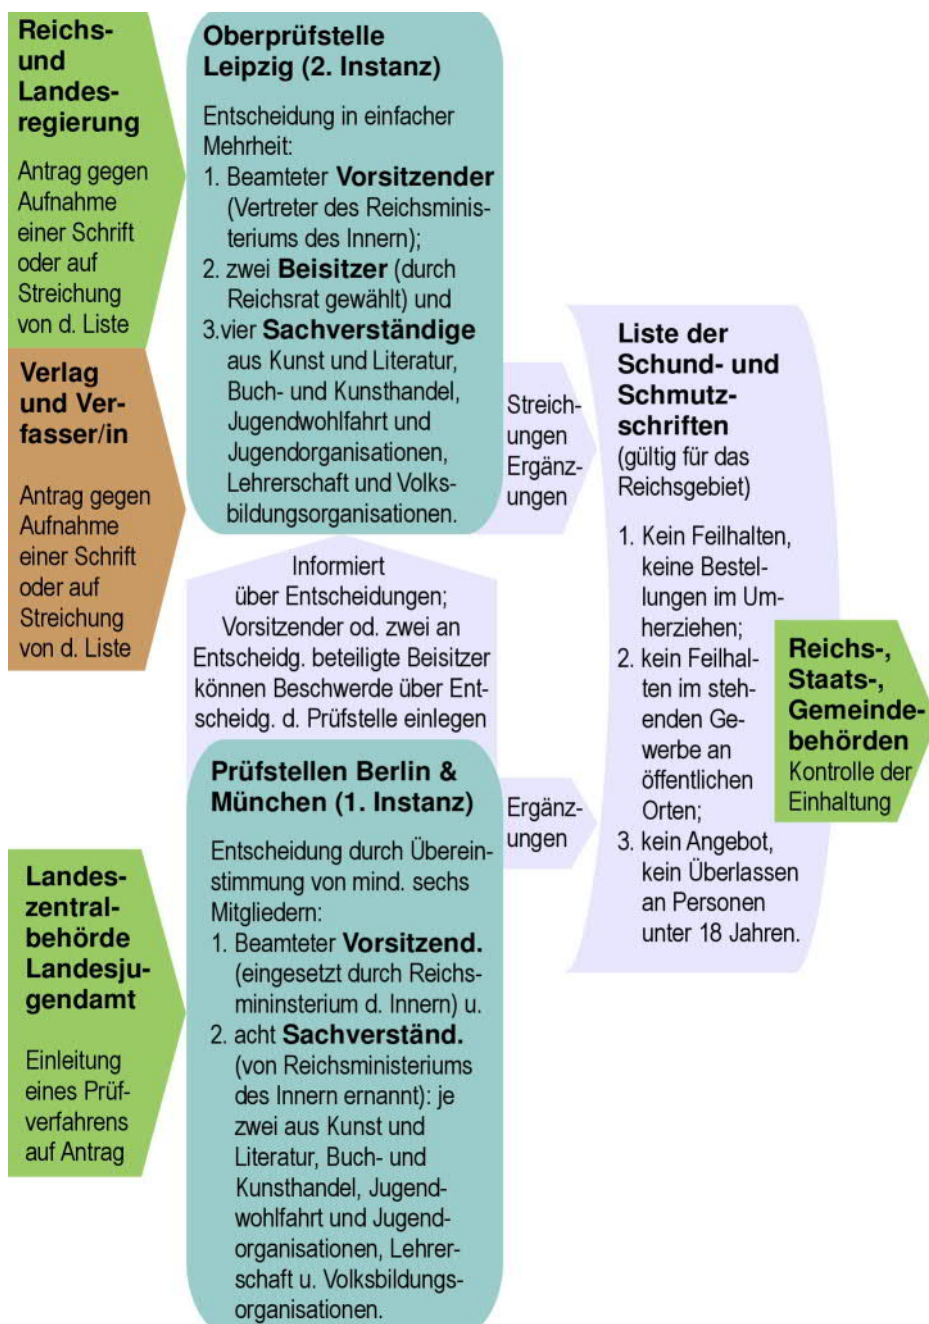 Reichs-
und
Landes-
regierung
Antrag gegen
Aufnahme
einer Schrift
oder auf
Streichung
von d. Liste
Verlag
und Ver-
fasser/in
Antrag gegen
Aufnahme
einer Schrift
oder auf
Streichung
von d. Liste
Oberprüfstelle
Leipzig (2. Instanz)
Entscheidung in einfacher
Mehrheit:
1. Beamteter Vorsitzender
(Vertreter des Reichsminis-
teriums des Innern);
2. zwei Beisitzer (durch
Reichsrat gewählt) und
3.vier Sachverständige
aus Kunst und Literatur,
Buch- und Kunsthandel,
Jugendwohlfahrt und
Jugendorganisationen,
Lehrerschaft und Volks-
bildungsorganisationen.
Streich-
ungen
Ergänz-
ungen
Informiert
über Entscheidungen;
Vorsitzender od. zwei an
Entscheidg. beteiligte Beisitzer
können Beschwerde über Ent-
scheidg. d. Prüfstelle einlegen
Landes-
zentral-
behörde
Landesju-
gendamt
Einleitung
eines Prüf-
verfahrens
auf Antrag
Prüfstellen Berlin &
München (1. Instanz)
Entscheidung durch Überein-
stimmung von mind. sechs
Mitgliedern:
1. Beamteter Vorsitzend.
(eingesetzt durch Reichs-
mininsterium d. Innern) u.
2. acht Sachverständ.
(von Reichsministeriums
des Innern ernannt): je
zwei aus Kunst und
Literatur, Buch- und
Kunsthandel, Jugend-
wohlfahrt und Jugend-
organisationen, Lehrer-
schaft u. Volksbildungs-
organisationen.
Ergänz-
ungen
Liste der
Schund- und
Schmutz-
schriften
(gültig für das
Reichsgebiet)
1. Kein Feilhalten,
keine Bestel-
lungen im Um-
herziehen;
2. kein Feilhal-
ten im steh-
enden Ge-
werbe an
öffentlichen
Orten;
3. kein Angebot,
kein Überlassen
an Personen
unter 18 Jahren.
Reichs-,
Staats-,
Gemeinde-
behörden
Kontrolle der
Einhaltung